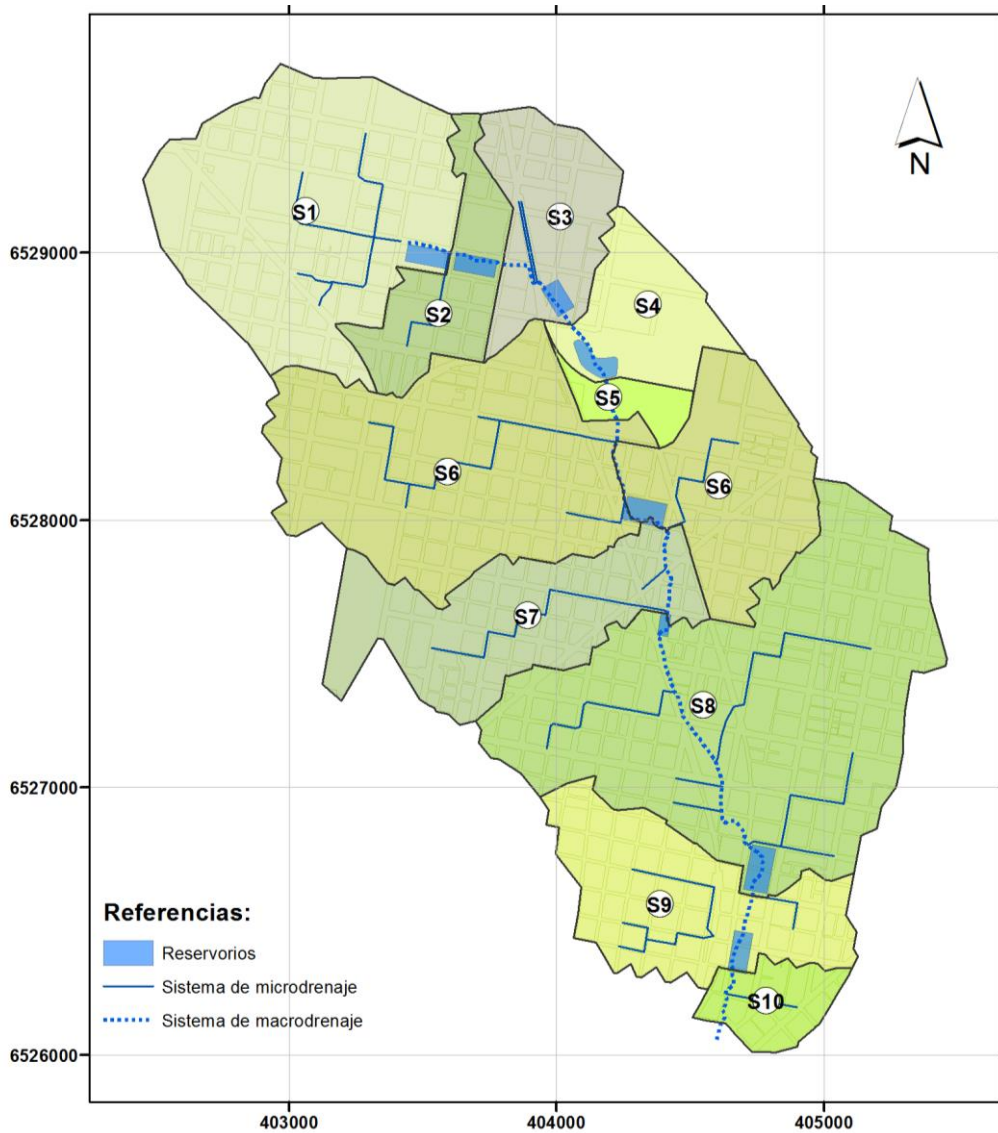 N
S1
S3
S2
S4
S5
S6
S6
S7
S8
S9
S10
6529000
6528000
6527000
6526000
Referencias:
Reservorios
Sistema de microdrenaje
Sistema de macrodrenaje
403000
404000
405000